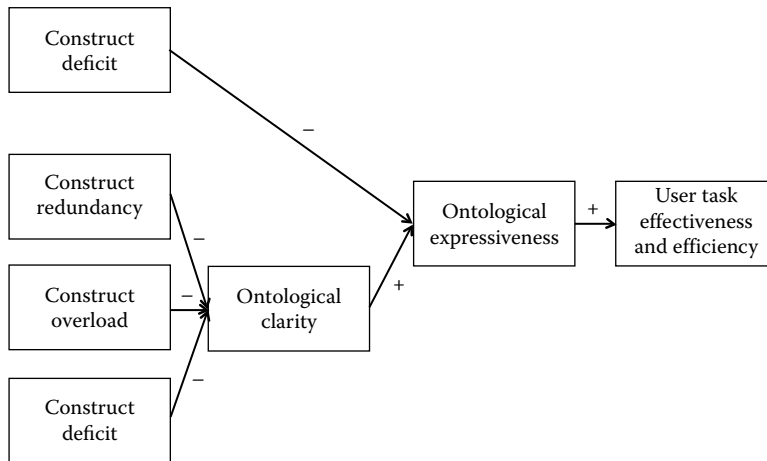 Construct
deficit
–
Construct
redundancy
Ontological
expressiveness
+
User task
effectiveness
and efficiency
–
Construct
overload
–
Ontological
clarity
+
–
Construct
deficit